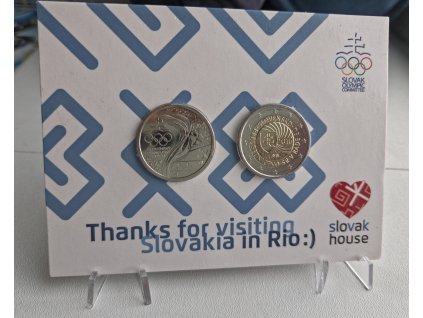 SLOVAK
OLYMPIC
COMMITTEE
Thanks for visiting
Slovakia in Rio:)
slovak
house